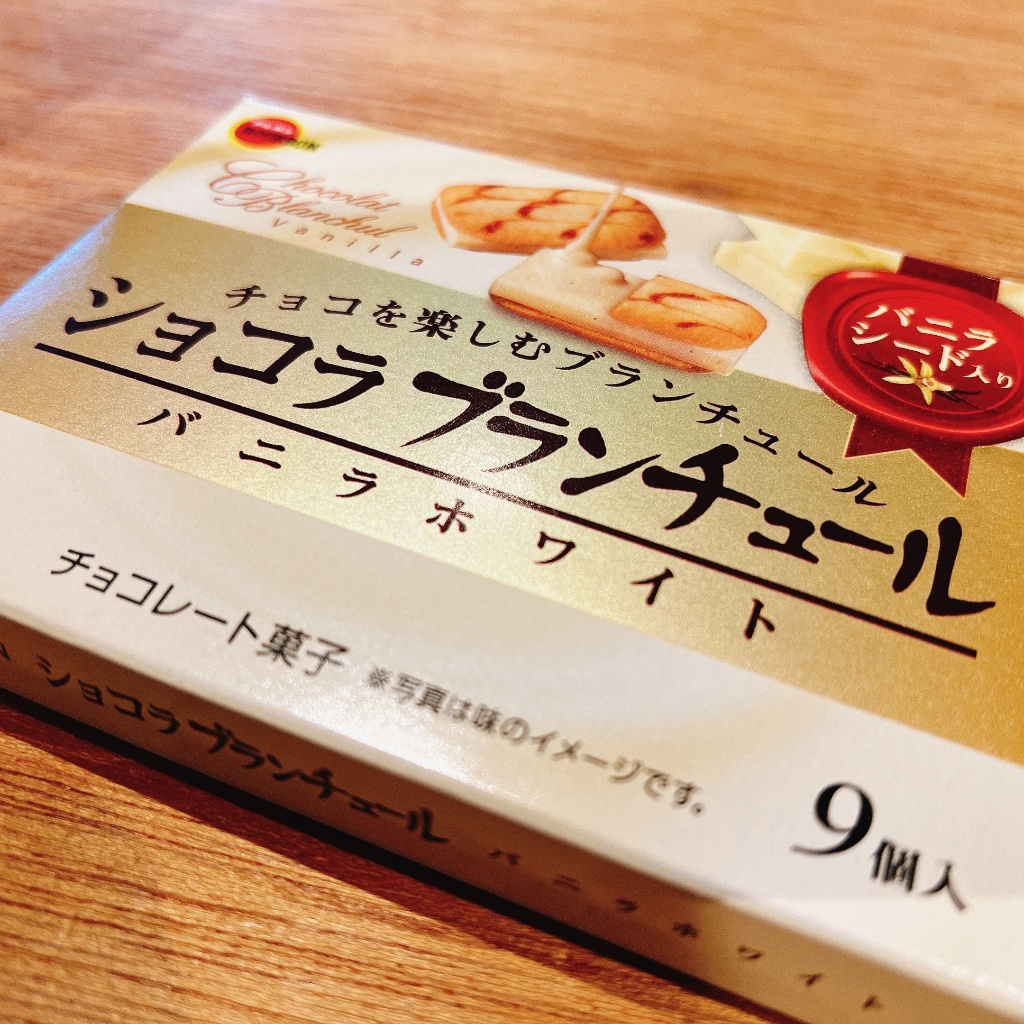 Chocolat
Blanchul
Vanilla
バニラ
シード入り
チョコを楽しむブランチュール
ショコラブランチュール
バニラホワイト
チョコレート菓子 ※写真は味のイメージです。
9個入
ショコラブランチュール バニラホワイト